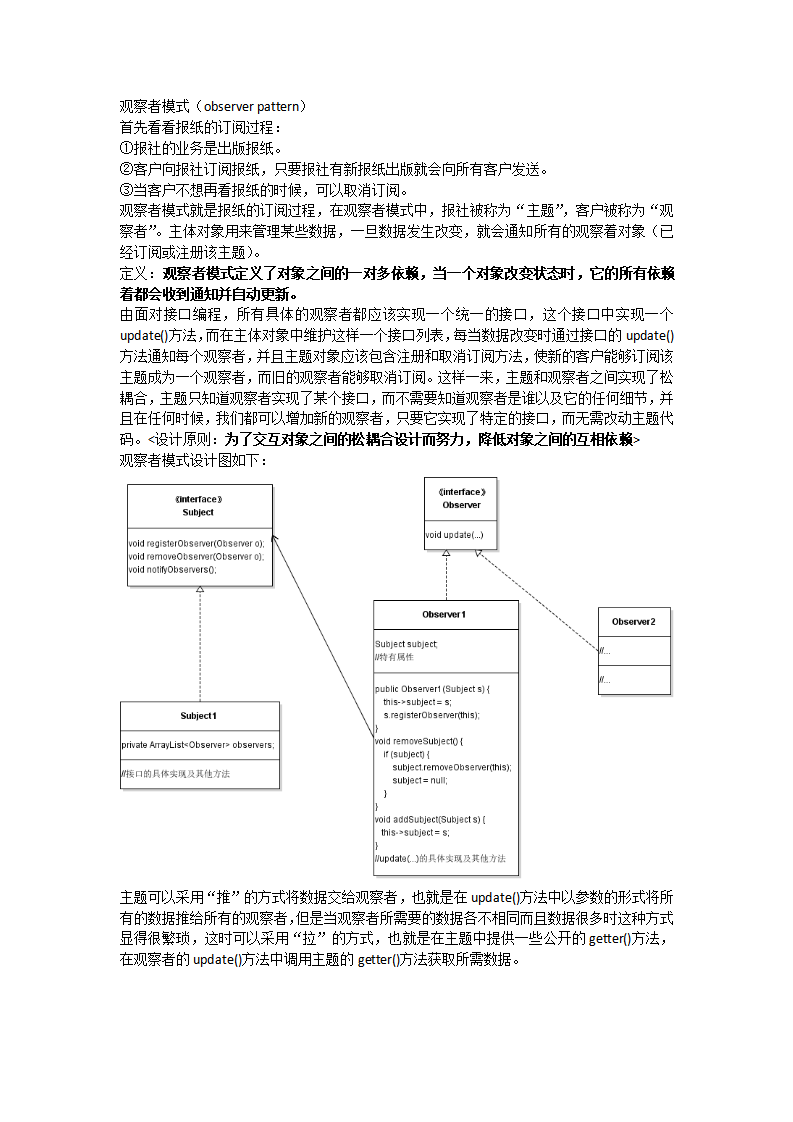 观察者模式（observer pattern）
首先看看报纸的订阅过程：
①报社的业务是出版报纸。
②客户向报社订阅报纸，只要报社有新报纸出版就会向所有客户发送。
③当客户不想再看报纸的时候，可以取消订阅。
观察者模式就是报纸的订阅过程，在观察者模式中，报社被称为“主题”，客户被称为“观
察者”。主体对象用来管理某些数据，一旦数据发生改变，就会通知所有的观察着对象（已
经订阅或注册该主题）。
定义：观察者模式定义了对象之间的一对多依赖，当一个对象改变状态时，它的所有依赖
着都会收到通知并自动更新。
由面对接口编程，所有具体的观察者都应该实现一个统一的接口，这个接口中实现一个
update()方法，而在主体对象中维护这样一个接口列表，每当数据改变时通过接口的 update()
方法通知每个观察者，并且主题对象应该包含注册和取消订阅方法，使新的客户能够订阅该
主题成为一个观察者，而旧的观察者能够取消订阅。这样一来，主题和观察者之间实现了松
耦合，主题只知道观察者实现了某个接口，而不需要知道观察者是谁以及它的任何细节，并
且在任何时候，我们都可以增加新的观察者，只要它实现了特定的接口，而无需改动主题代
码。<设计原则：为了交互对象之间的松耦合设计而努力，降低对象之间的互相依赖>
观察者模式设计图如下：
《interface》
Subject
void registerObserver(Observer o);
void removeObserver(Observer o);
void notifyObservers();
《interface》
Observer
void update(...)
Observer1
Subject subject;
//特有属性
public Observer1 (Subject s) {
this->subject = s;
s.registerObserver(this);
}
void removeSubject() {
if (subject) {
subject.removeObserver(this);
subject = null;
}
}
void addSubject(Subject s) {
this->subject = s;
}
//update(...)的具体实现及其他方法
Observer2
//...
//...
Subject1
private ArrayList<Observer> observers;
//接口的具体实现及其他方法
主题可以采用“推”的方式将数据交给观察者，也就是在 update()方法中以参数的形式将所
有的数据推给所有的观察者，但是当观察者所需要的数据各不相同而且数据很多时这种方式
显得很繁琐，这时可以采用“拉”的方式，也就是在主题中提供一些公开的 getter()方法，
在观察者的 update()方法中调用主题的 getter()方法获取所需数据。